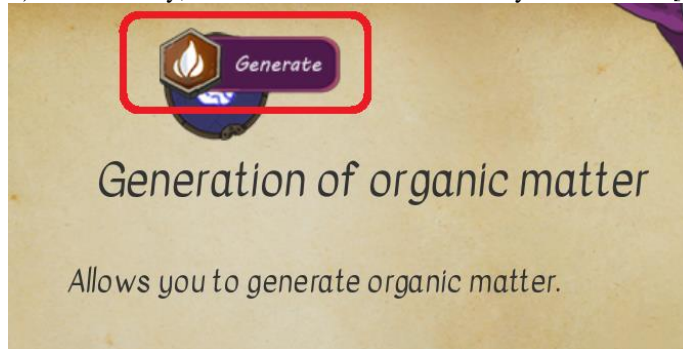 Generate
Generation of organic matter
Allows you to generate organic matter.